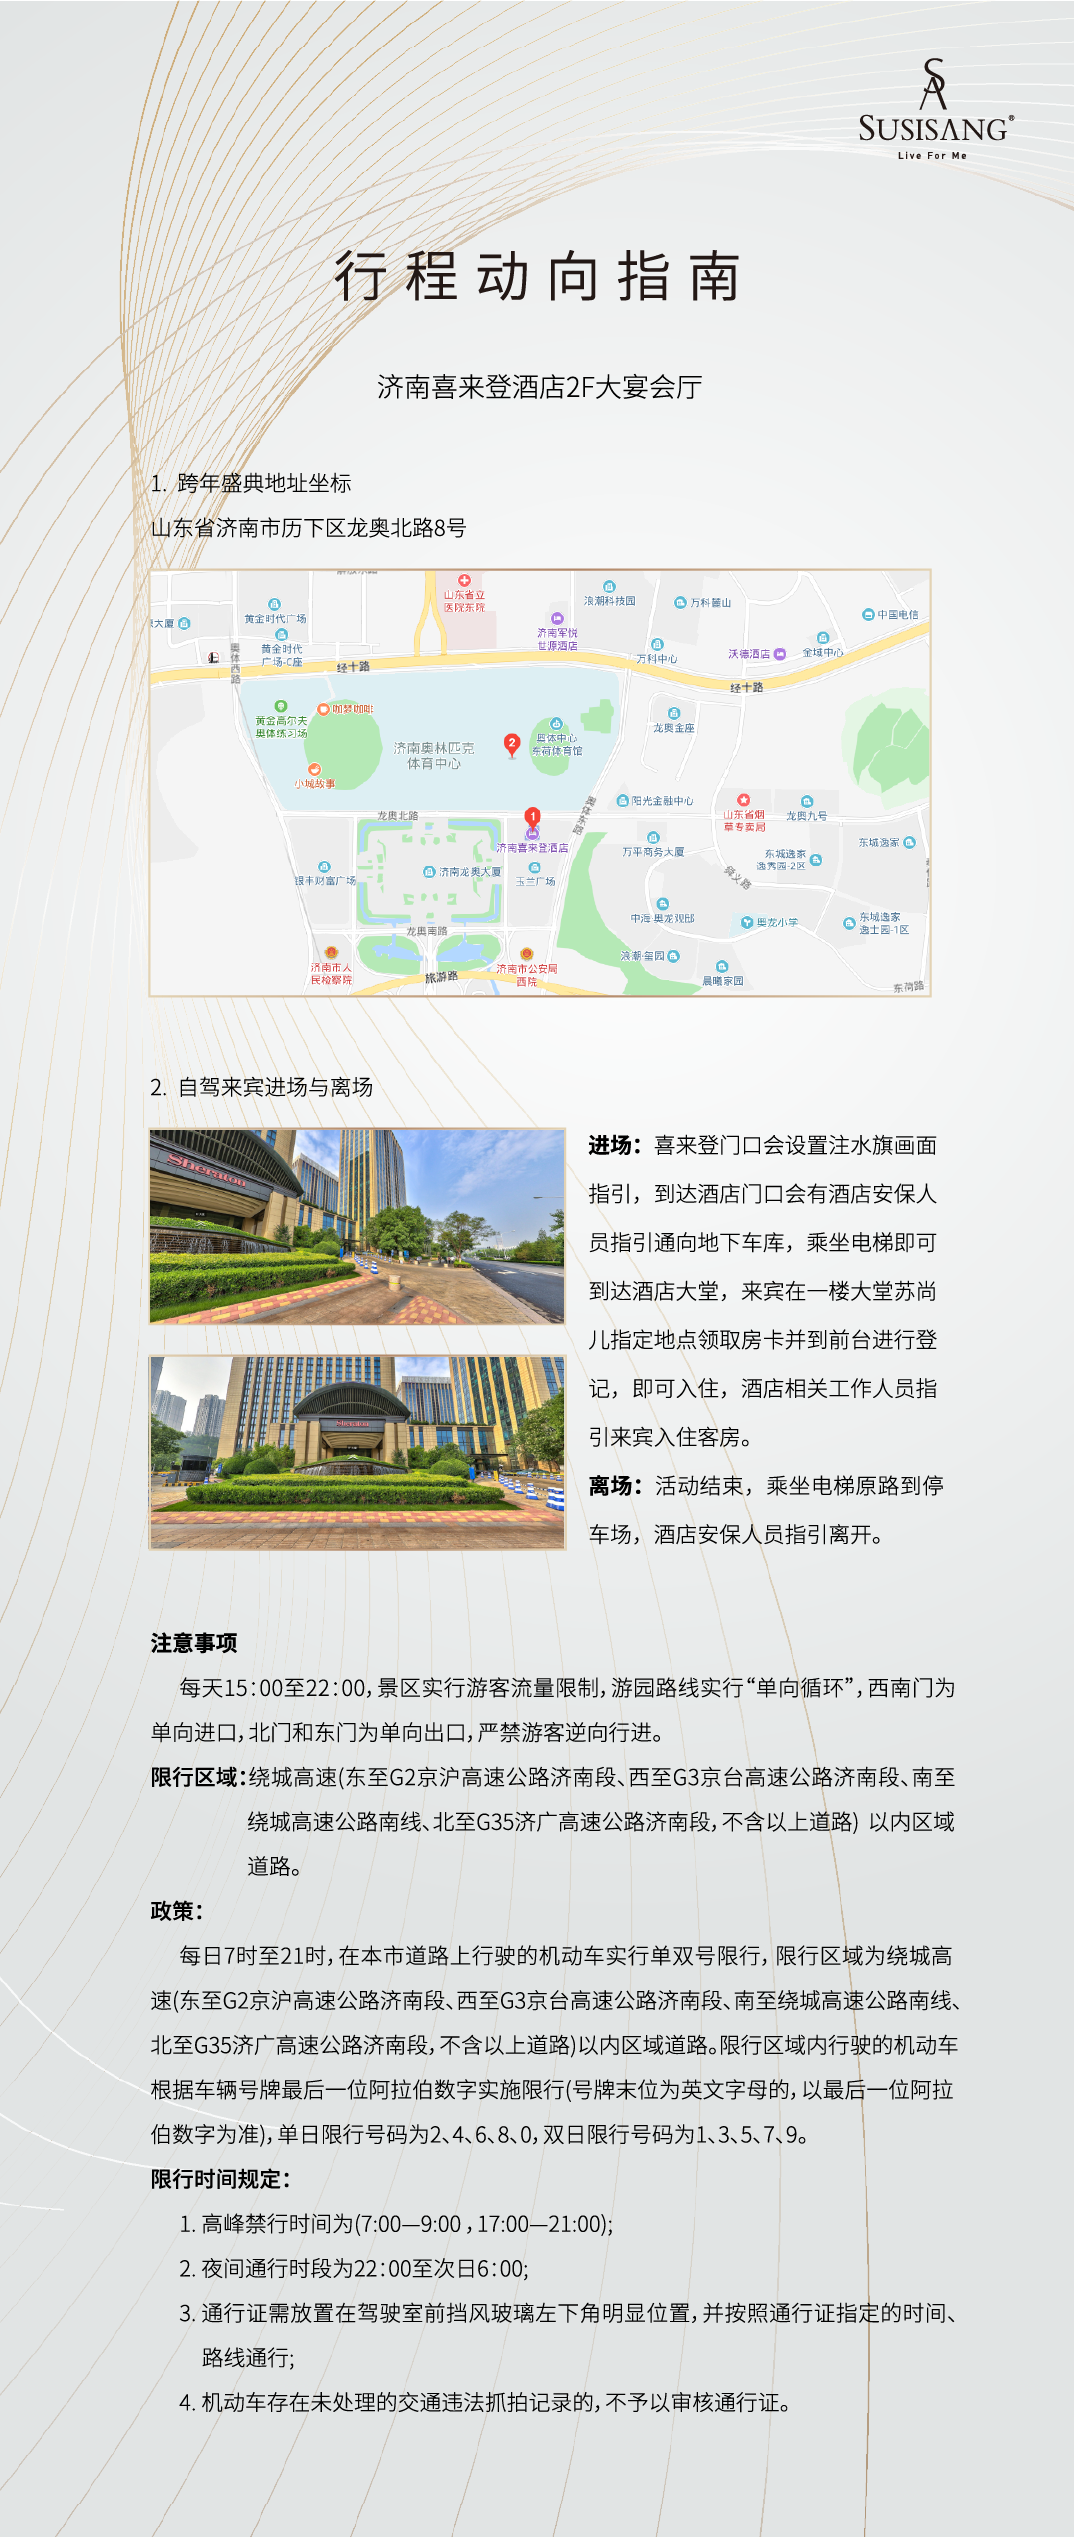 SA
SUSISANG®
Live For Me
行程动向指南
济南喜来登酒店2F大宴会厅
1. 跨年盛典地址坐标
山东省济南市历下区龙奥北路8号
山东省立
医院东院
浪潮科技园
万科麓山
中国电信
黄金时代广场
黄金时代
广场-C座
奥体西路
济南军悦
世源酒店
万科中心
沃德酒店
金域中心
经十路
经十路
黄金高尔夫
奥体练习场
咖梦咖啡
济南奥林匹克
体育中心
2
奥体中心
东荷体育馆
龙奥金座
小城故事
龙奥北路
1
济南喜来登酒店
奥体东路
阳光金融中心
山东省烟
草专卖局
龙奥九号
万平商务大厦
东城逸家
逸秀园-2区
东城逸家
银丰财富广场
济南龙奥大厦
玉兰广场
舜义路
中海·奥龙观邸
奥龙小学
东城逸家
逸士园-1区
龙奥南路
济南市人
民检察院
旅游路
济南市公安局
西院
浪潮·玺园
晨曦家园
东荷路
2. 自驾来宾进场与离场
Sheraton
Sheraton
进场：喜来登门口会设置注水旗画面
指引，到达酒店门口会有酒店安保人
员指引通向地下车库，乘坐电梯即可
到达酒店大堂，来宾在一楼大堂苏尚
儿指定地点领取房卡并到前台进行登
记，即可入住，酒店相关工作人员指
引来宾入住客房。
离场：活动结束，乘坐电梯原路到停
车场，酒店安保人员指引离开。
注意事项
每天15：00至22：00，景区实行游客流量限制，游园路线实行“单向循环”，西南门为
单向进口，北门和东门为单向出口，严禁游客逆向行进。
限行区域：绕城高速(东至G2京沪高速公路济南段、西至G3京台高速公路济南段、南至
绕城高速公路南线、北至G35济广高速公路济南段，不含以上道路) 以内区域
道路。
政策：
每日7时至21时，在本市道路上行驶的机动车实行单双号限行，限行区域为绕城高
速(东至G2京沪高速公路济南段、西至G3京台高速公路济南段、南至绕城高速公路南线、
北至G35济广高速公路济南段，不含以上道路)以内区域道路。限行区域内行驶的机动车
根据车辆号牌最后一位阿拉伯数字实施限行(号牌末位为英文字母的，以最后一位阿拉
伯数字为准)，单日限行号码为2、4、6、8、0，双日限行号码为1、3、5、7、9。
限行时间规定：
1. 高峰禁行时间为(7:00—9:00 ，17:00—21:00);
2. 夜间通行时段为22：00至次日6：00;
3. 通行证需放置在驾驶室前挡风玻璃左下角明显位置，并按照通行证指定的时间、
路线通行;
4. 机动车存在未处理的交通违法抓拍记录的，不予以审核通行证。